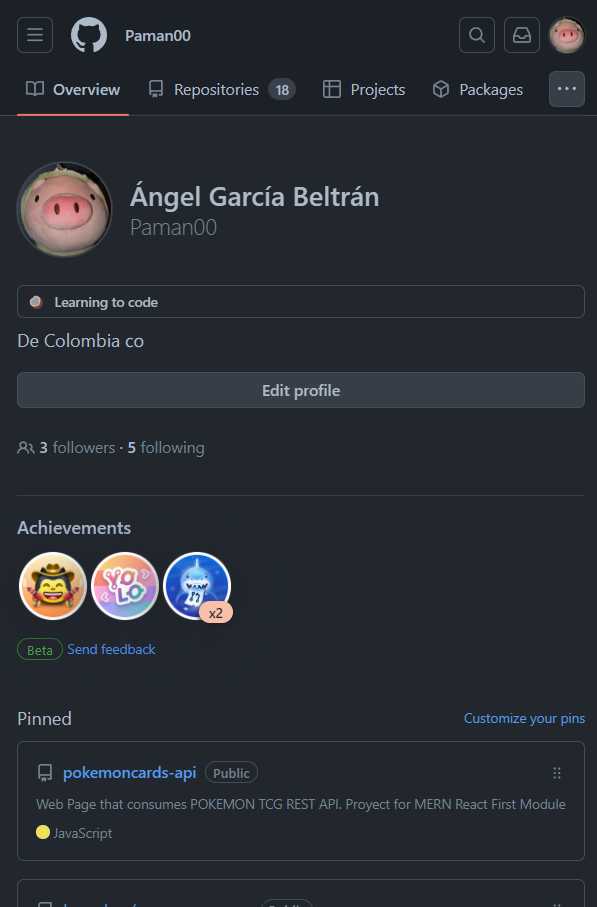 Paman00
Overview Repositories 18 Projects Packages
Ángel García Beltrán
Paman00
Learning to code
De Colombia co
Edit profile
3 followers · 5 following
Achievements
YOLO
x2
Beta Send feedback
Pinned Customize your pins
pokemoncards-api Public
Web Page that consumes POKEMON TCG REST API. Proyect for MERN React First Module
JavaScript